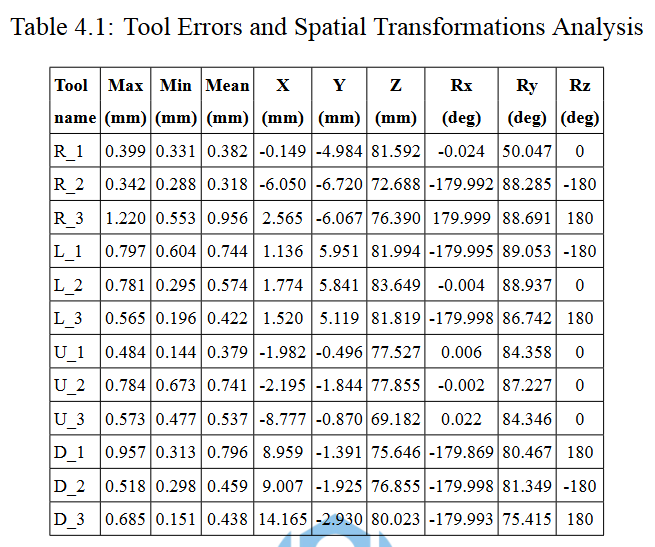 Table 4.1: Tool Errors and Spatial Transformations Analysis
Tool Max Min Mean X Y Z Rx Ry Rz
name (mm) (mm) (mm) (mm) (mm) (mm) (deg) (deg) (deg)
R_1 0.399 0.331 0.382 -0.149 -4.984 81.592 -0.024 50.047 0
R_2 0.342 0.288 0.318 -6.050 -6.720 72.688 -179.992 88.285 -180
R_3 1.220 0.553 0.956 2.565 -6.067 76.390 179.999 88.691 180
L_1 0.797 0.604 0.744 1.136 5.951 81.994 -179.995 89.053 -180
L_2 0.781 0.295 0.574 1.774 5.841 83.649 -0.004 88.937 0
L_3 0.565 0.196 0.422 1.520 5.119 81.819 -179.998 86.742 180
U_1 0.484 0.144 0.379 -1.982 -0.496 77.527 0.006 84.358 0
U_2 0.784 0.673 0.741 -2.195 -1.844 77.855 -0.002 87.227 0
U_3 0.573 0.477 0.537 -8.777 -0.870 69.182 0.022 84.346 0
D_1 0.957 0.313 0.796 8.959 -1.391 75.646 -179.869 80.467 180
D_2 0.518 0.298 0.459 9.007 -1.925 76.855 -179.998 81.349 -180
D_3 0.685 0.151 0.438 14.165 -2.930 80.023 -179.993 75.415 180